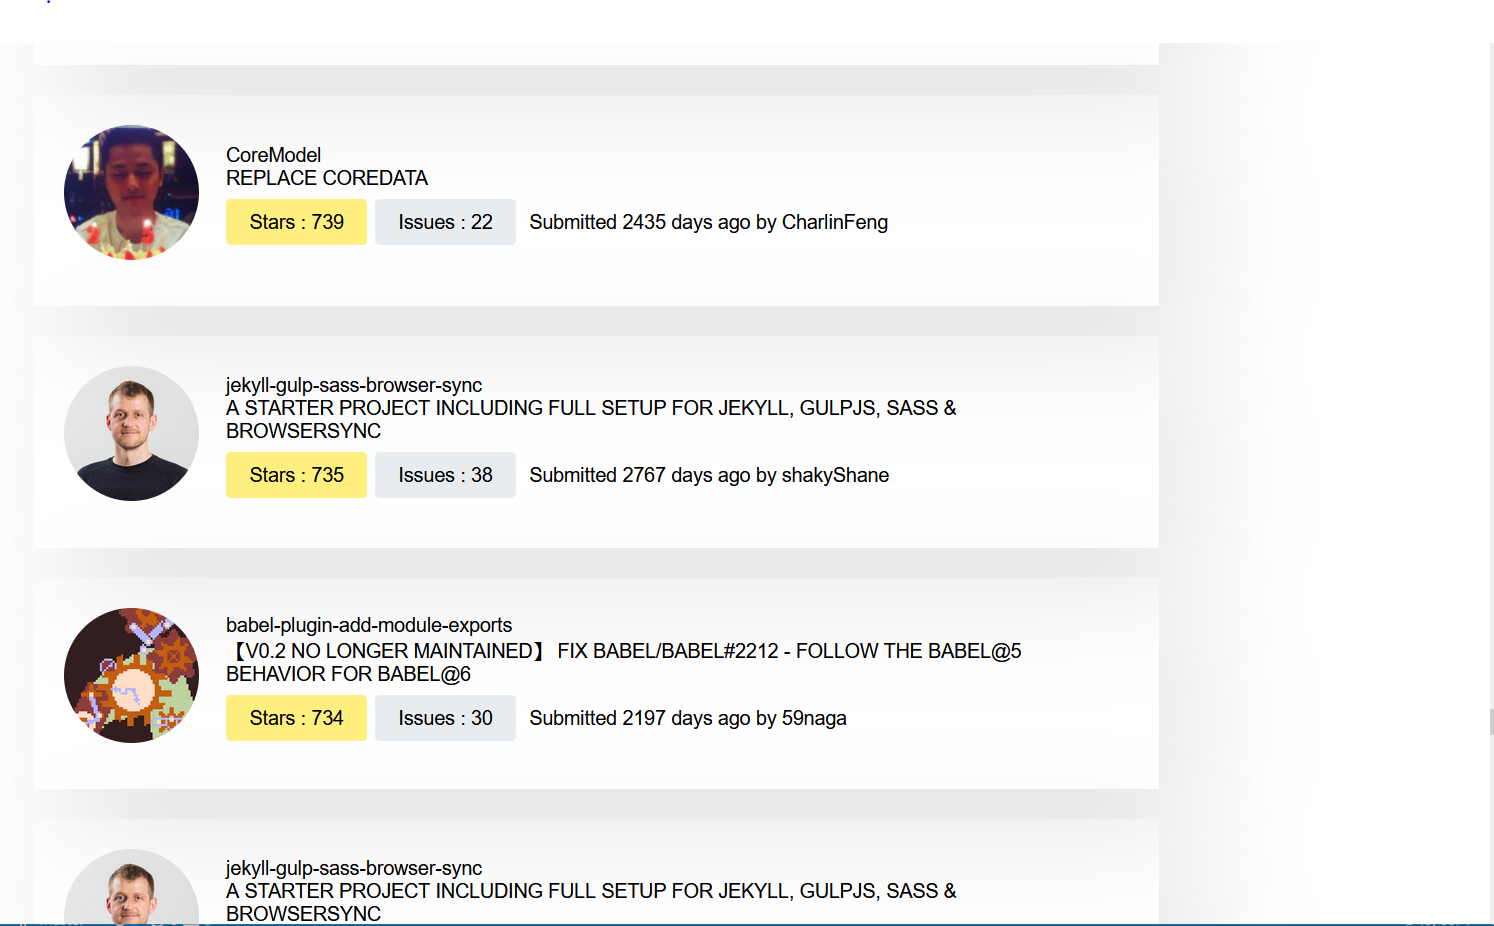 CoreModel
REPLACE COREDATA
Stars : 739 Issues : 22 Submitted 2435 days ago by CharlinFeng
jekyll-gulp-sass-browser-sync
A STARTER PROJECT INCLUDING FULL SETUP FOR JEKYLL, GULPJS, SASS &
BROWSERSYNC
Stars : 735 Issues : 38 Submitted 2767 days ago by shakyShane
babel-plugin-add-module-exports
【V0.2 NO LONGER MAINTAINED】 FIX BABEL/BABEL#2212 - FOLLOW THE BABEL@5
BEHAVIOR FOR BABEL@6
Stars : 734 Issues : 30 Submitted 2197 days ago by 59naga
jekyll-gulp-sass-browser-sync
A STARTER PROJECT INCLUDING FULL SETUP FOR JEKYLL, GULPJS, SASS &
BROWSERSYNC